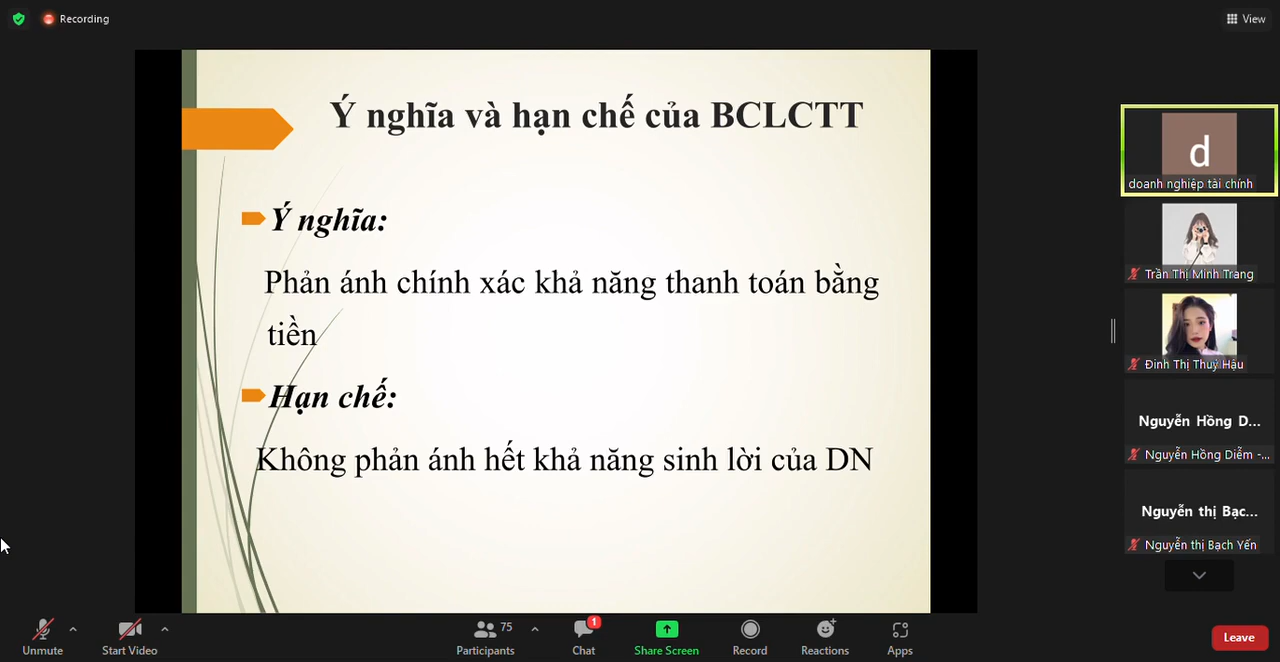 Recording
View
Ý nghĩa và hạn chế của BCLCTT
Ý nghĩa:
Phản ánh chính xác khả năng thanh toán bằng
tiền
Hạn chế:
Không phản ánh hết khả năng sinh lời của DN
d
doanh nghiệp tài chính
Trần Thị Minh Trang
Đinh Thị Thuỷ Hậu
Nguyễn Hồng D...
Nguyễn Hồng Diễm -...
Nguyễn thị Bạc...
Nguyễn thị Bạch Yến
Unmute
Start Video
75
Participants
1
Chat
Share Screen
Record
Reactions
Apps
Leave